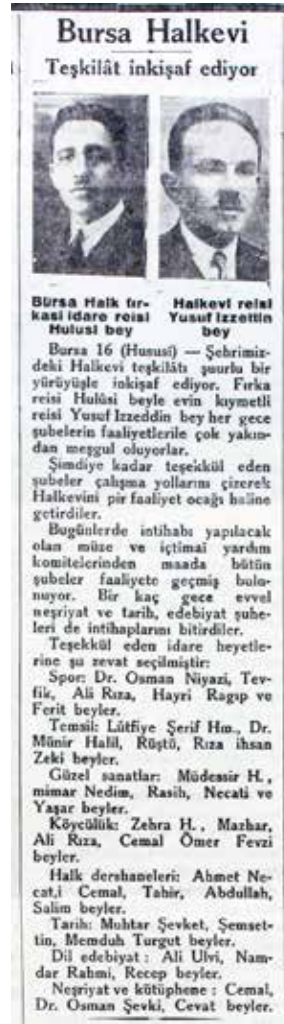 Bursa Halkevi
Teşkilât inkişaf ediyor
Bursa Halk fır-
kasi idare reisi
Hulusi bey
Halkevi reisi
Yusuf Izzettin
bey
Bursa 16 (Hususî) — Şehrimiz-
deki Halkevi teşkilâtı şuurlu bir
yürüyüşle inkişaf ediyor. Fırka
reisi Hulûsi beyle evin kıymetli
reisi Yusuf Izzeddin bey her gece
şubelerin faaliyetlerile çok yakın-
dan meşgul oluyorlar.
Şimdiye kadar teşekkül eden
şubeler çalışma yollarını çizerek
Halkevini pir faaliyet ocağı haline
getirdiler.
Bugünlerde intihabı yapılacak
olan müze ve içtimaî yardım
komitelerinden maada bütün
şubeler faaliyete geçmiş bulu-
nuyor. Bir kaç gece evvel
neşriyat ve tarih, edebiyat şube-
leri de intihaplarını bitirdiler.
Teşekkül eden idare heyetle-
rine şu zevat seçilmiştir:
Spor: Dr. Osman Niyazi, Tev-
fik, Ali Rıza, Hayri Ragıp ve
Ferit beyler.
Temsil: Lûtfiye Şerif Hm., Dr.
Münir Halil, Rüştü, Rıza ihsan
Zeki beyler.
Güzel sanatlar: Müdessir H.,
mimar Nedim, Rasih, Necati ve
Yaşar beyler.
Köycülük: Zehra H., Mazhar,
Ali Rıza, Cemal Ömer Fevzi
beyler.
Halk dershaneleri: Ahmet Ne-
cat,i Cemal, Tahir, Abdullah,
Salim beyler.
Tarih: Muhtar Şevket, Şemset-
tin, Memduh Turgut beyler.
Dil edebiyat: Ali Ulvi, Nam-
dar Rahmi, Recep beyler.
Neşriyat ve kütüphene: Cemal,
Dr. Osman Şevki, Cevat beyler.